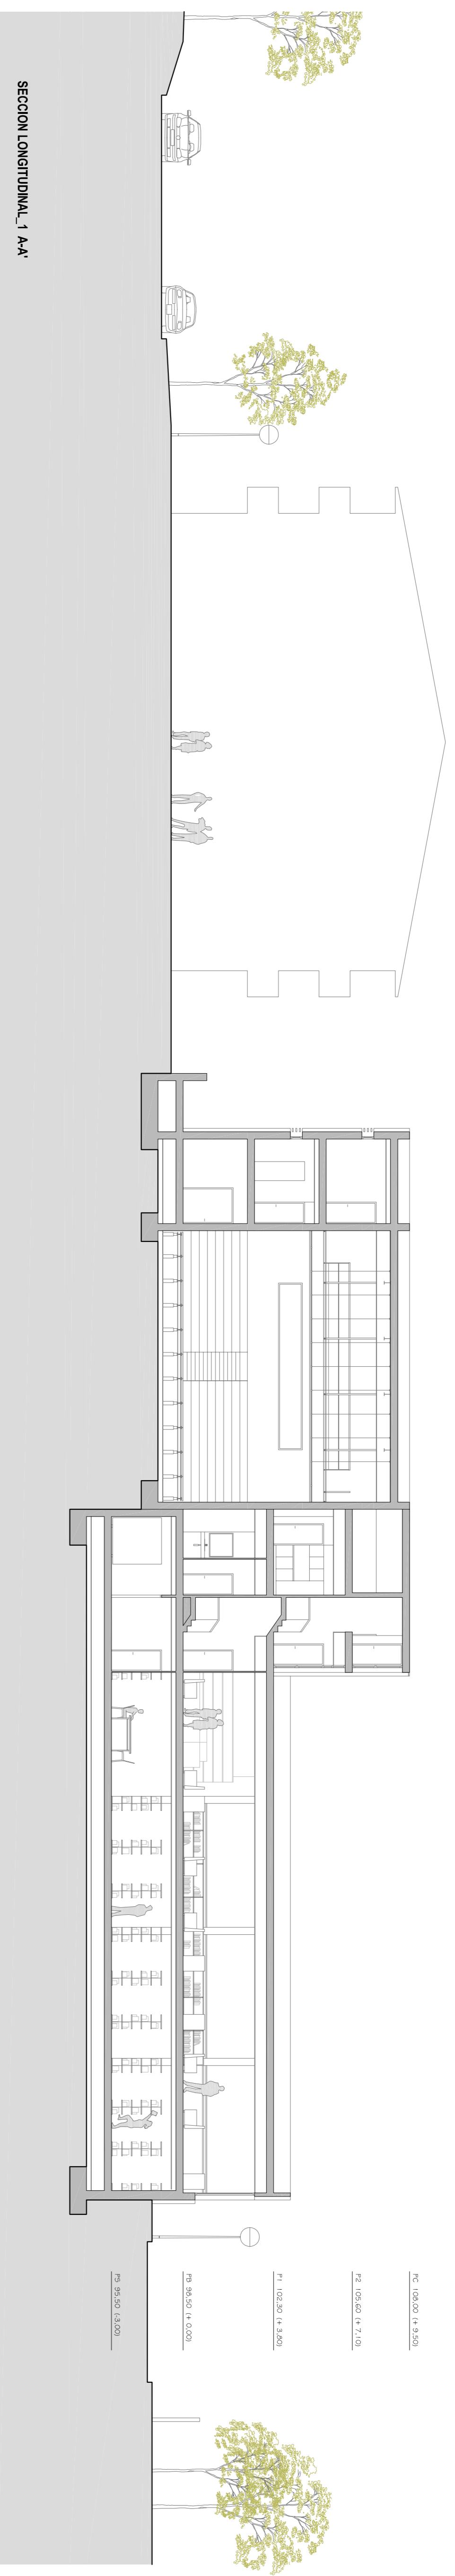 SECCION LONGITUDINAL_1 A-A'
PC 108,00 (+ 9,50)
P2 105,60 (+ 7,10)
P1 102,30 (+ 3,80)
PB 98,50 (+ 0,00)
PS 95,50 (-3,00)